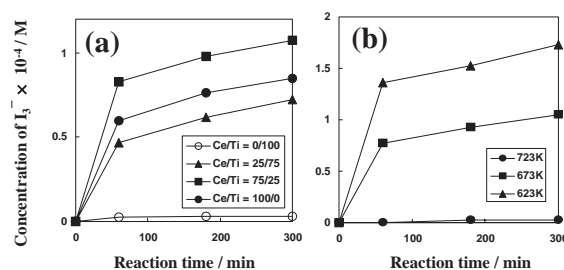 (a)
Concentration of I₃⁻ × 10⁻⁴ / M
1
0.5
0
Ce/Ti = 0/100
Ce/Ti = 25/75
Ce/Ti = 75/25
Ce/Ti = 100/0
0 100 200 300
Reaction time / min
(b)
2
1.5
1
0.5
0
723K
673K
623K
0 100 200 300
Reaction time / min